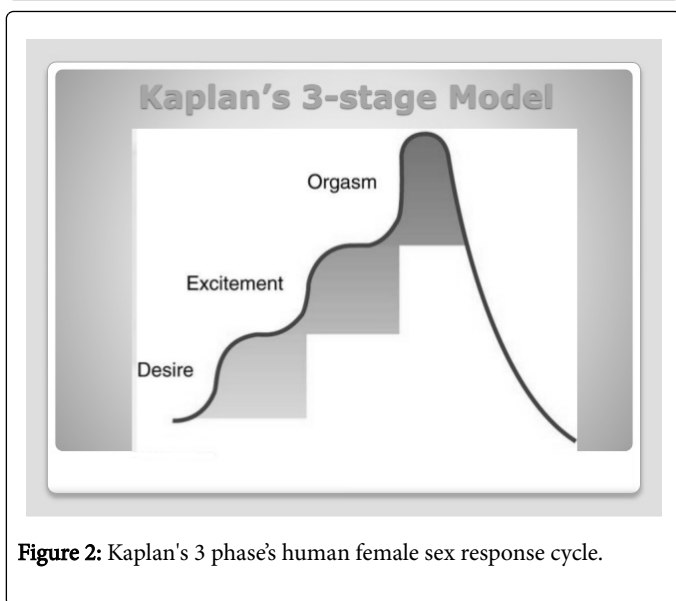 Kaplan's 3-stage Model
Orgasm
Excitement
Desire
Figure 2: Kaplan's 3 phase's human female sex response cycle.